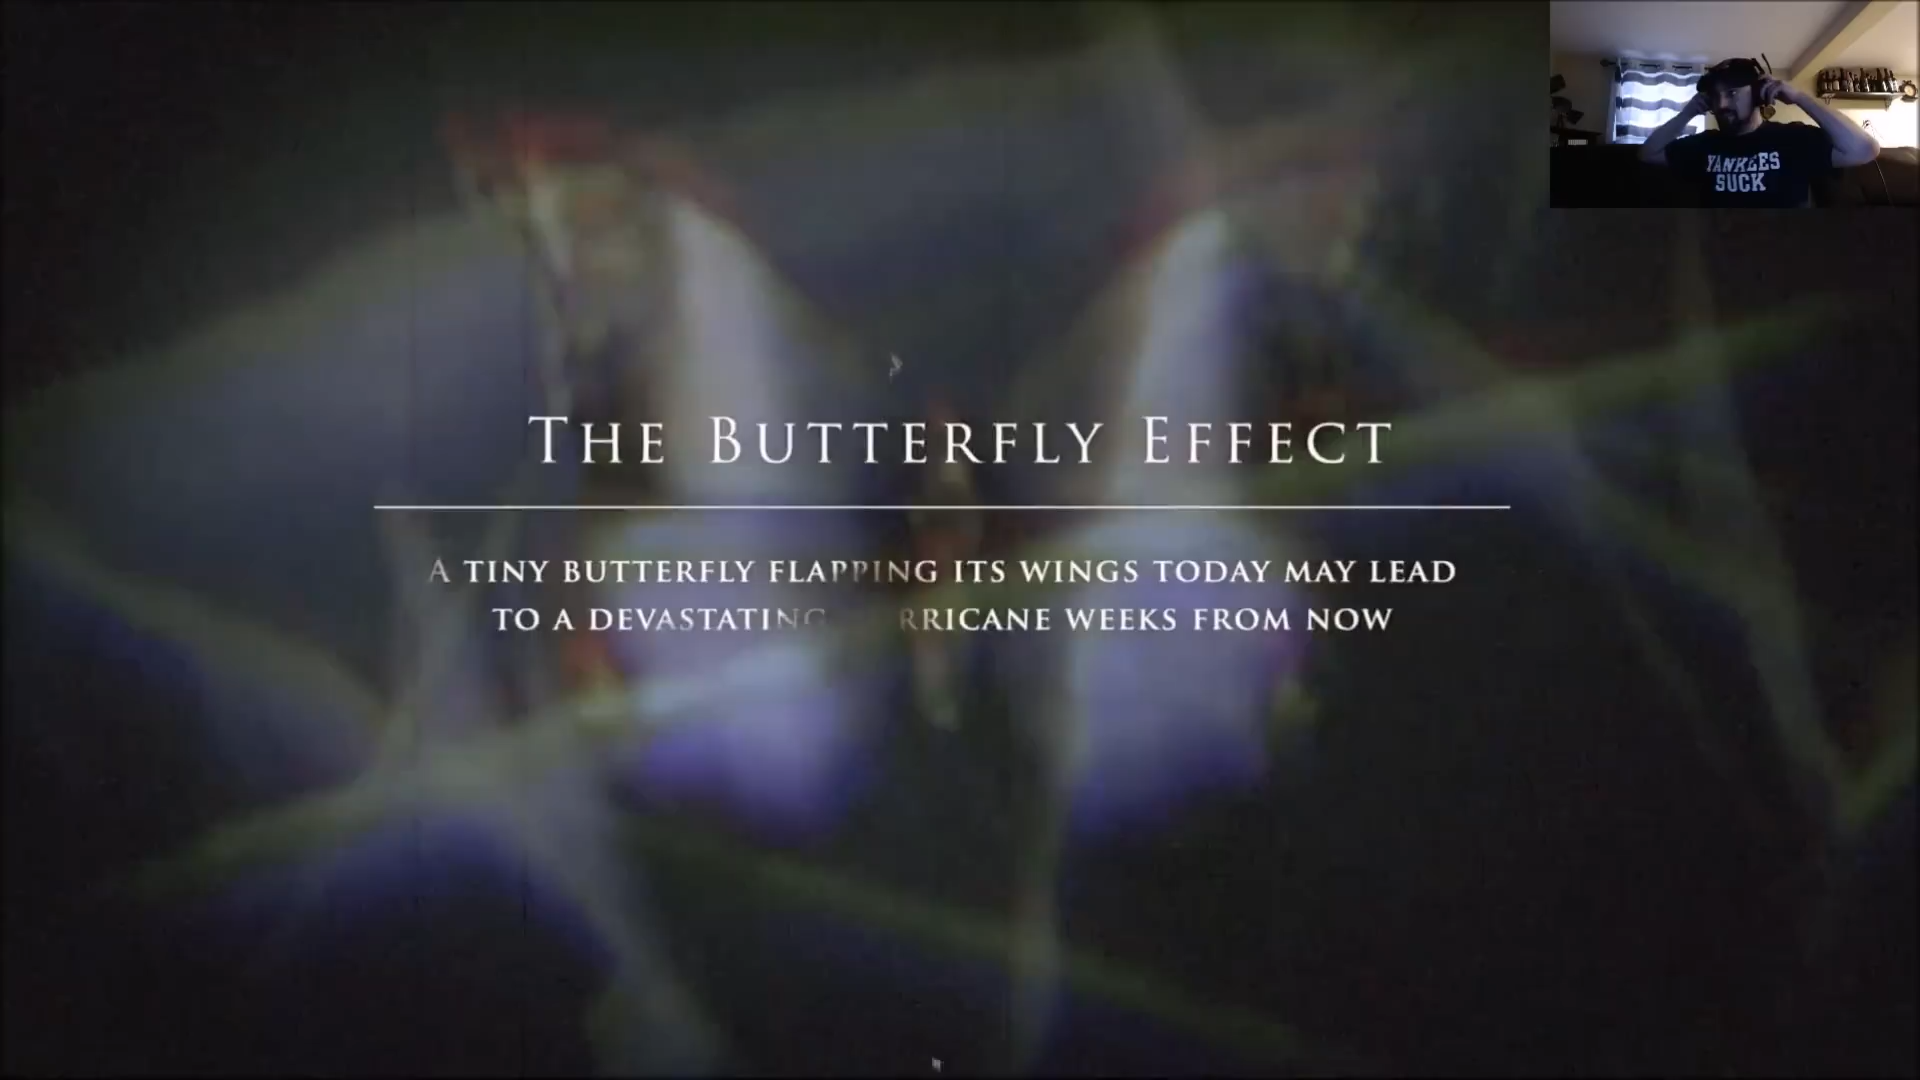 YANKEES
SUCK
THE BUTTERFLY EFFECT
A TINY BUTTERFLY FLAPPING ITS WINGS TODAY MAY LEAD
TO A DEVASTATING RRICANE WEEKS FROM NOW